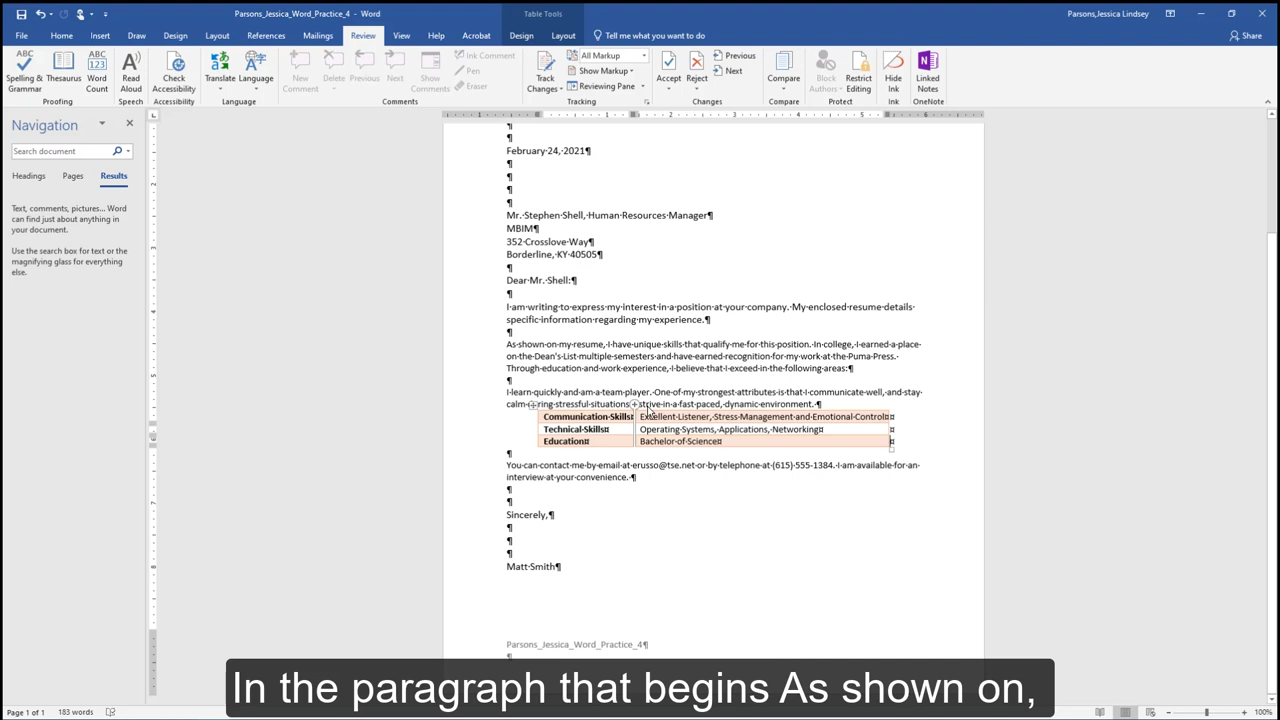 Parsons_Jessica_Word_Practice_4 - Word
Table Tools
Parsons,Jessica Lindsey
File Home Insert Draw Design Layout References Mailings Review View Help Acrobat Design Layout Tell me what you want to do Share
Spelling & Grammar
Thesaurus
Word Count
Proofing
Read Aloud
Speech
Check Accessibility
Accessibility
Translate
Language
Language
New Comment
Delete
Previous
Next
Show Comments
Comments
Ink Comment
Pen
Eraser
Track Changes
All Markup
Show Markup
Reviewing Pane
Tracking
Accept
Reject
Previous
Next
Changes
Compare
Compare
Block Authors
Restrict Editing
Protect
Hide Ink
Ink
Linked Notes
OneNote
Navigation
Search document
Headings Pages Results
Text, comments, pictures... Word
can find just about anything in
your document.
Use the search box for text or the
magnifying glass for everything
else.
February·24,·2021¶
Mr.·Stephen·Shell,·Human·Resources·Manager¶
MBIM¶
352·Crosslove·Way¶
Borderline,·KY·40505¶
Dear·Mr.·Shell:¶
I·am·writing·to·express·my·interest·in·a·position·at·your·company.··My·enclosed·resume·details·
specific·information·regarding·my·experience.¶
As·shown·on·my·resume,·I·have·unique·skills·that·qualify·me·for·this·position.··In·college,·I·earned·a·place·
on·the·Dean's·List·multiple·semesters·and·have·earned·recognition·for·my·work·at·the·Puma·Press.··
Through·education·and·work·experience,·I·believe·that·I·exceed·in·the·following·areas:¶
I·learn·quickly·and·am·a·team·player.··One·of·my·strongest·attributes·is·that·I·communicate·well,·and·stay·
situations strive·in·a·fast-paced,·dynamic·environment.··¶
Communication·Skills¤ Excellent·Listener,·Stress·Management·and·Emotional·Control¤
Technical·Skills¤ Operating·Systems,·Applications,·Networking¤
Education¤ Bachelor·of·Science¤
You·can·contact·me·by·email·at·erusso@tse.net·or·by·telephone·at·(615)·555-1384.··I·am·available·for·an·
interview·at·your·convenience.··¶
Sincerely,¶
Matt·Smith¶
Parsons_Jessica_Word_Practice_4¶
In the paragraph that begins As shown on,
Page 1 of 1 183 words 100%